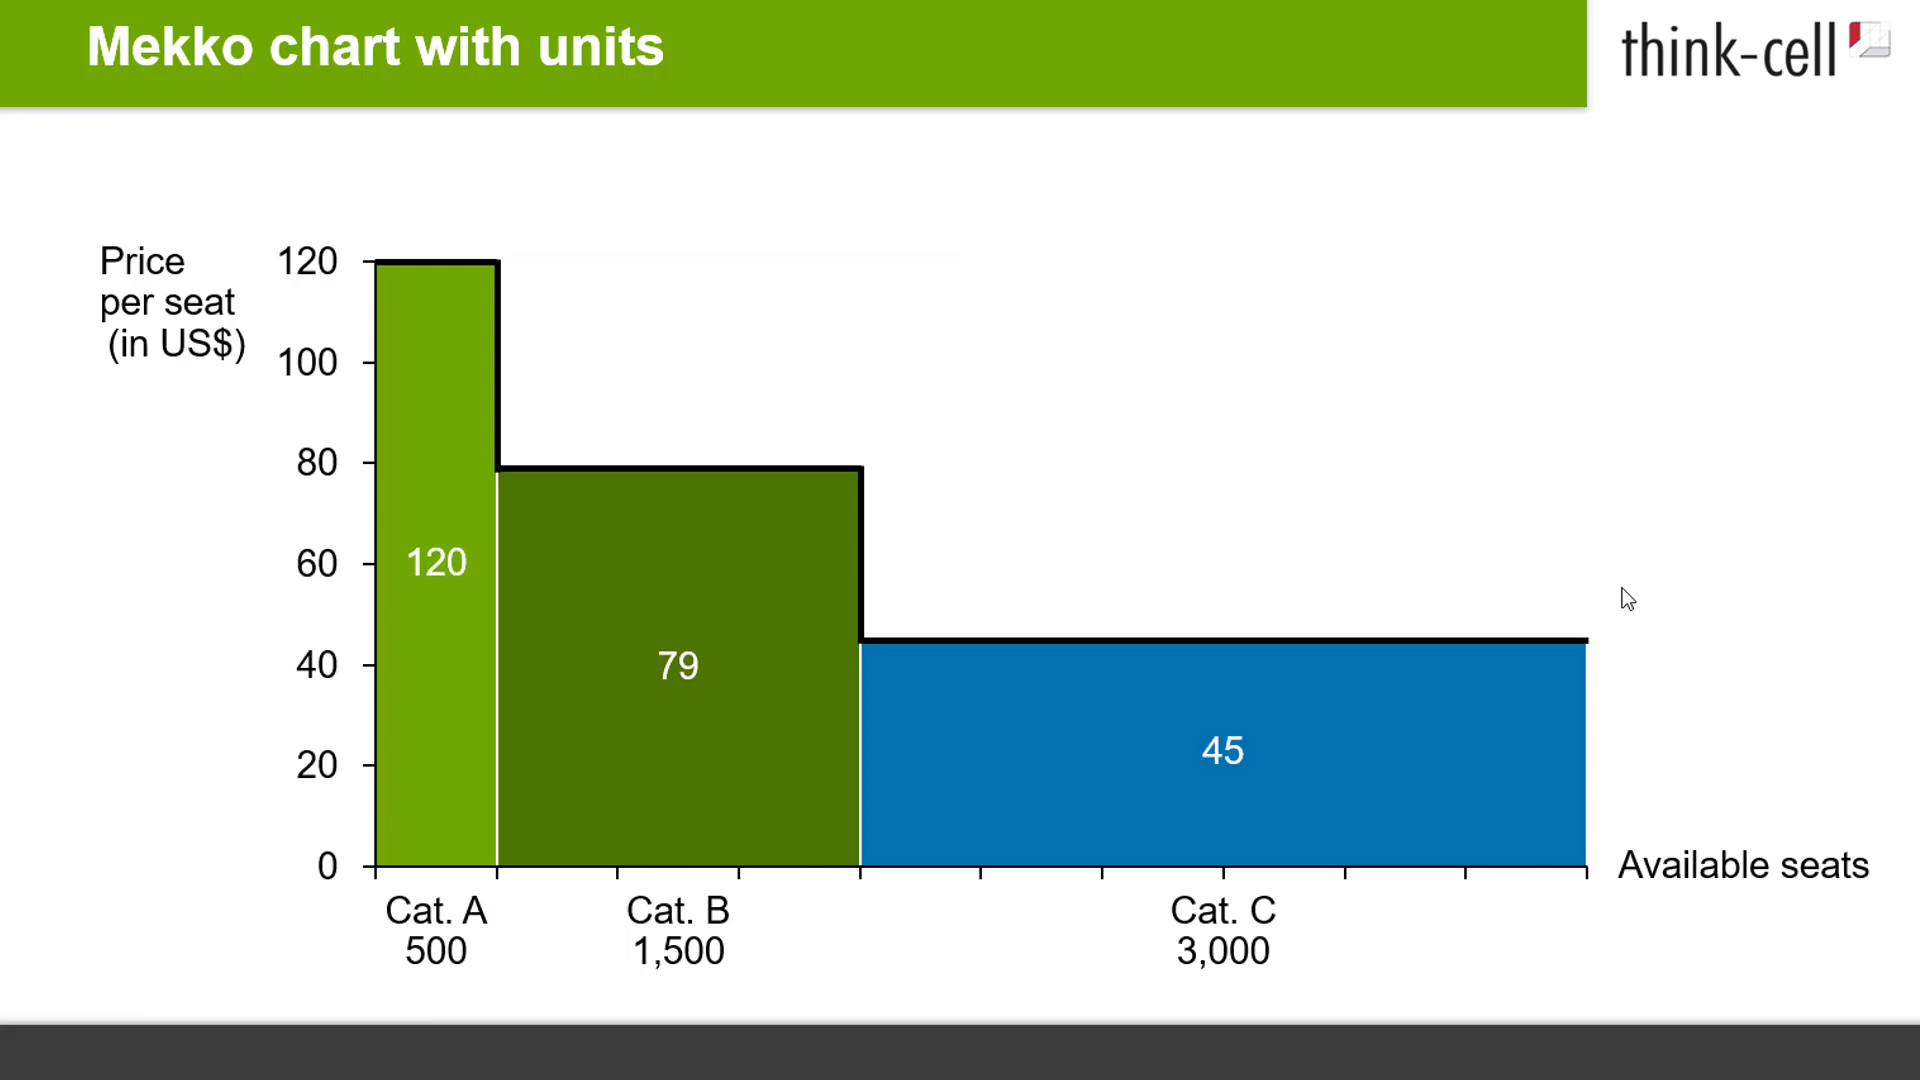 Mekko chart with units
think-cell
Price
per seat
(in US$)
120
100
80
60
40
20
0
120
79
45
Available seats
Cat. A
500
Cat. B
1,500
Cat. C
3,000